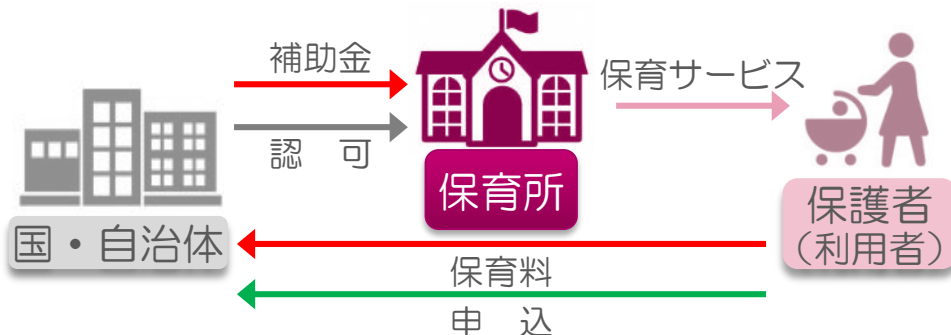 補助金
認　可
保育サービス
保育所
国・自治体
保護者
（利用者）
保育料
申　込